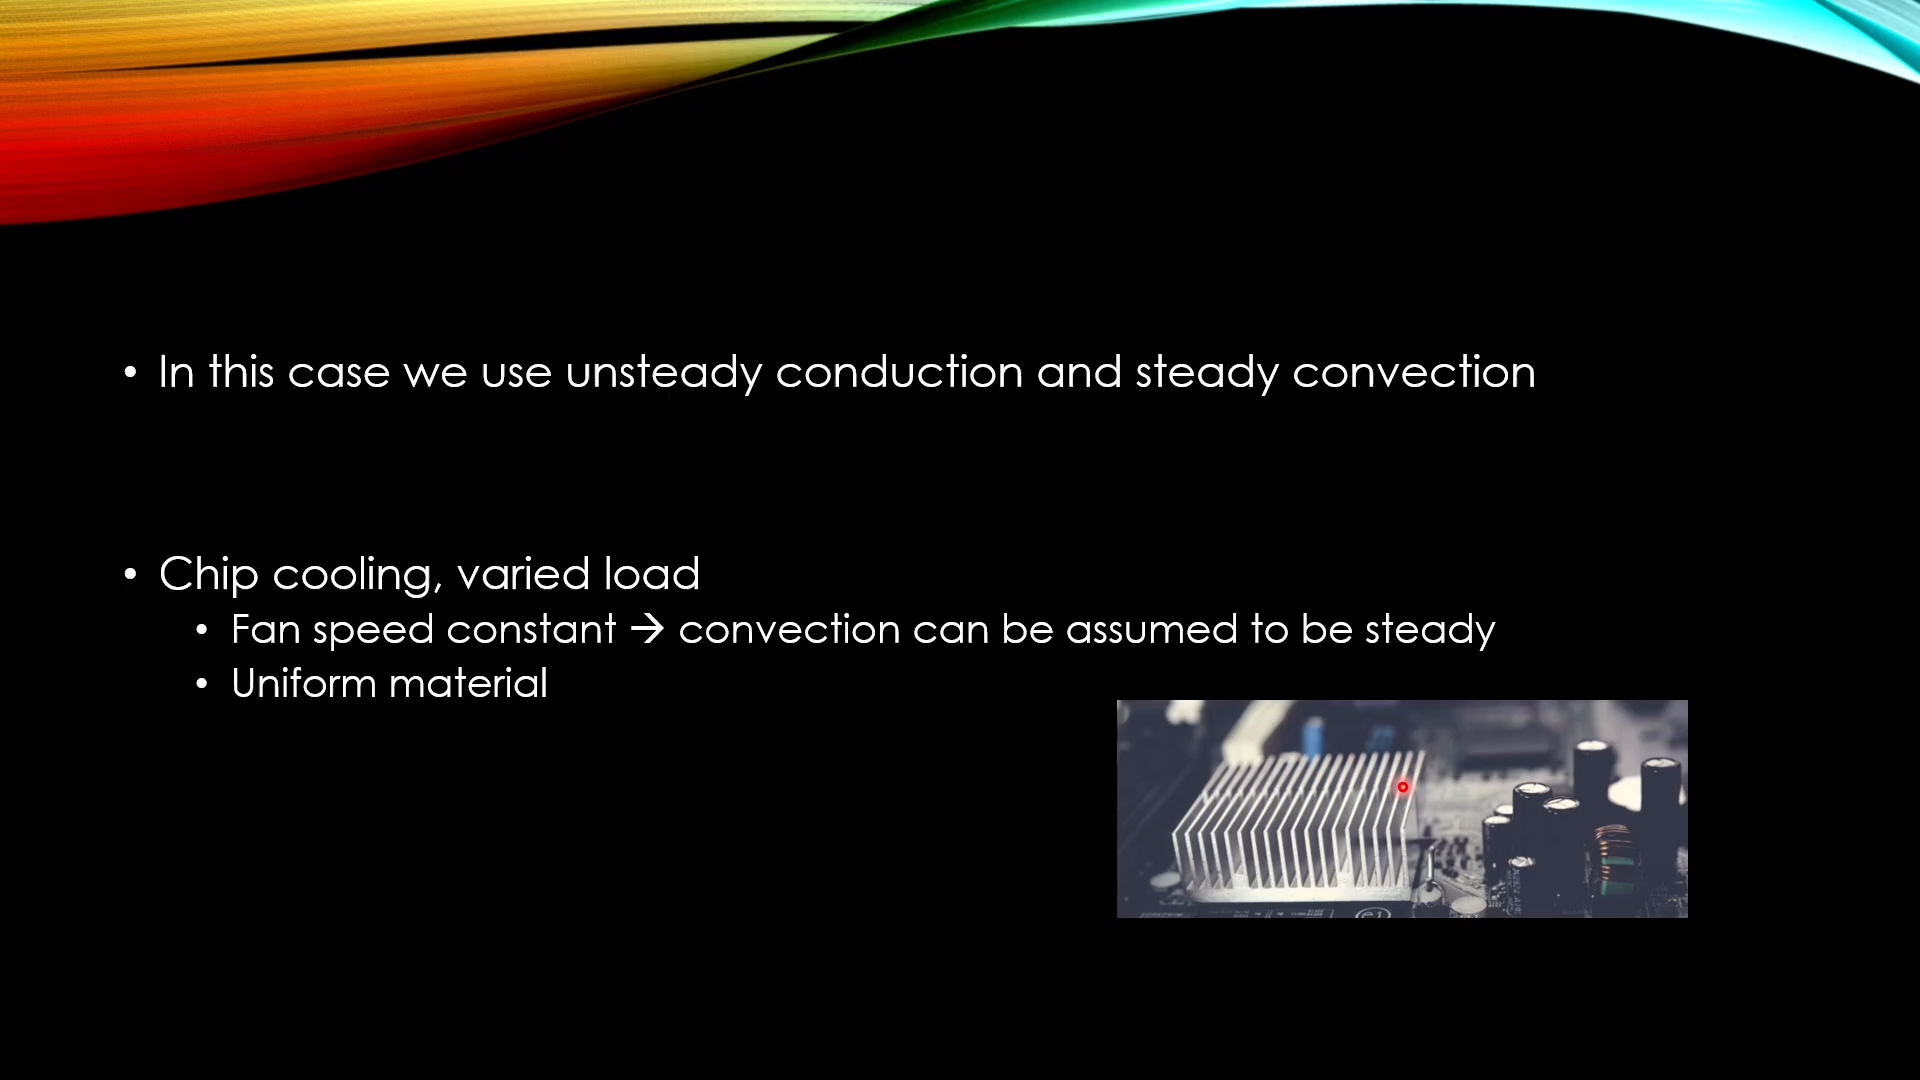 • In this case we use unsteady conduction and steady convection
• Chip cooling, varied load
• Fan speed constant → convection can be assumed to be steady
• Uniform material